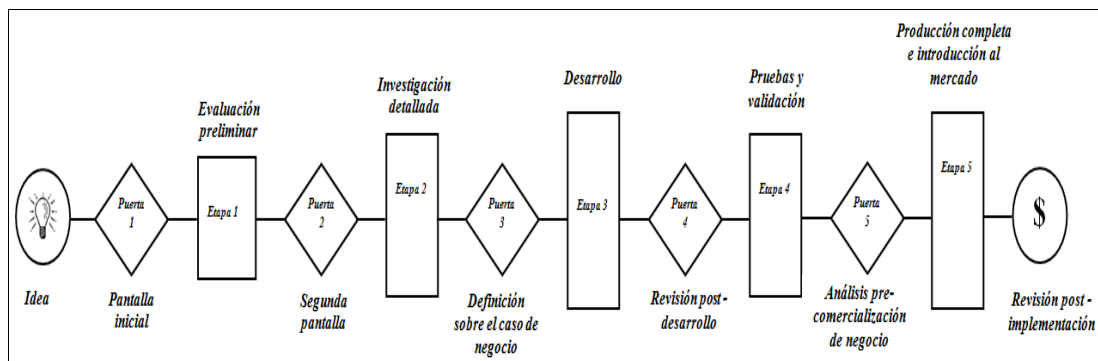 Producción completa
e introducción al
mercado
Desarrollo
Pruebas y
validación
Investigación
detallada
Evaluación
preliminar
Puerta
1
Etapa 1
Puerta
2
Etapa 2
Puerta
3
Etapa 3
Puerta
4
Etapa 4
Puerta
5
Etapa 5
$
Idea
Pantalla
inicial
Segunda
pantalla
Definición
sobre el caso de
negocio
Revisión post -
desarrollo
Análisis pre-
comercialización
de negocio
Revisión post -
implementación